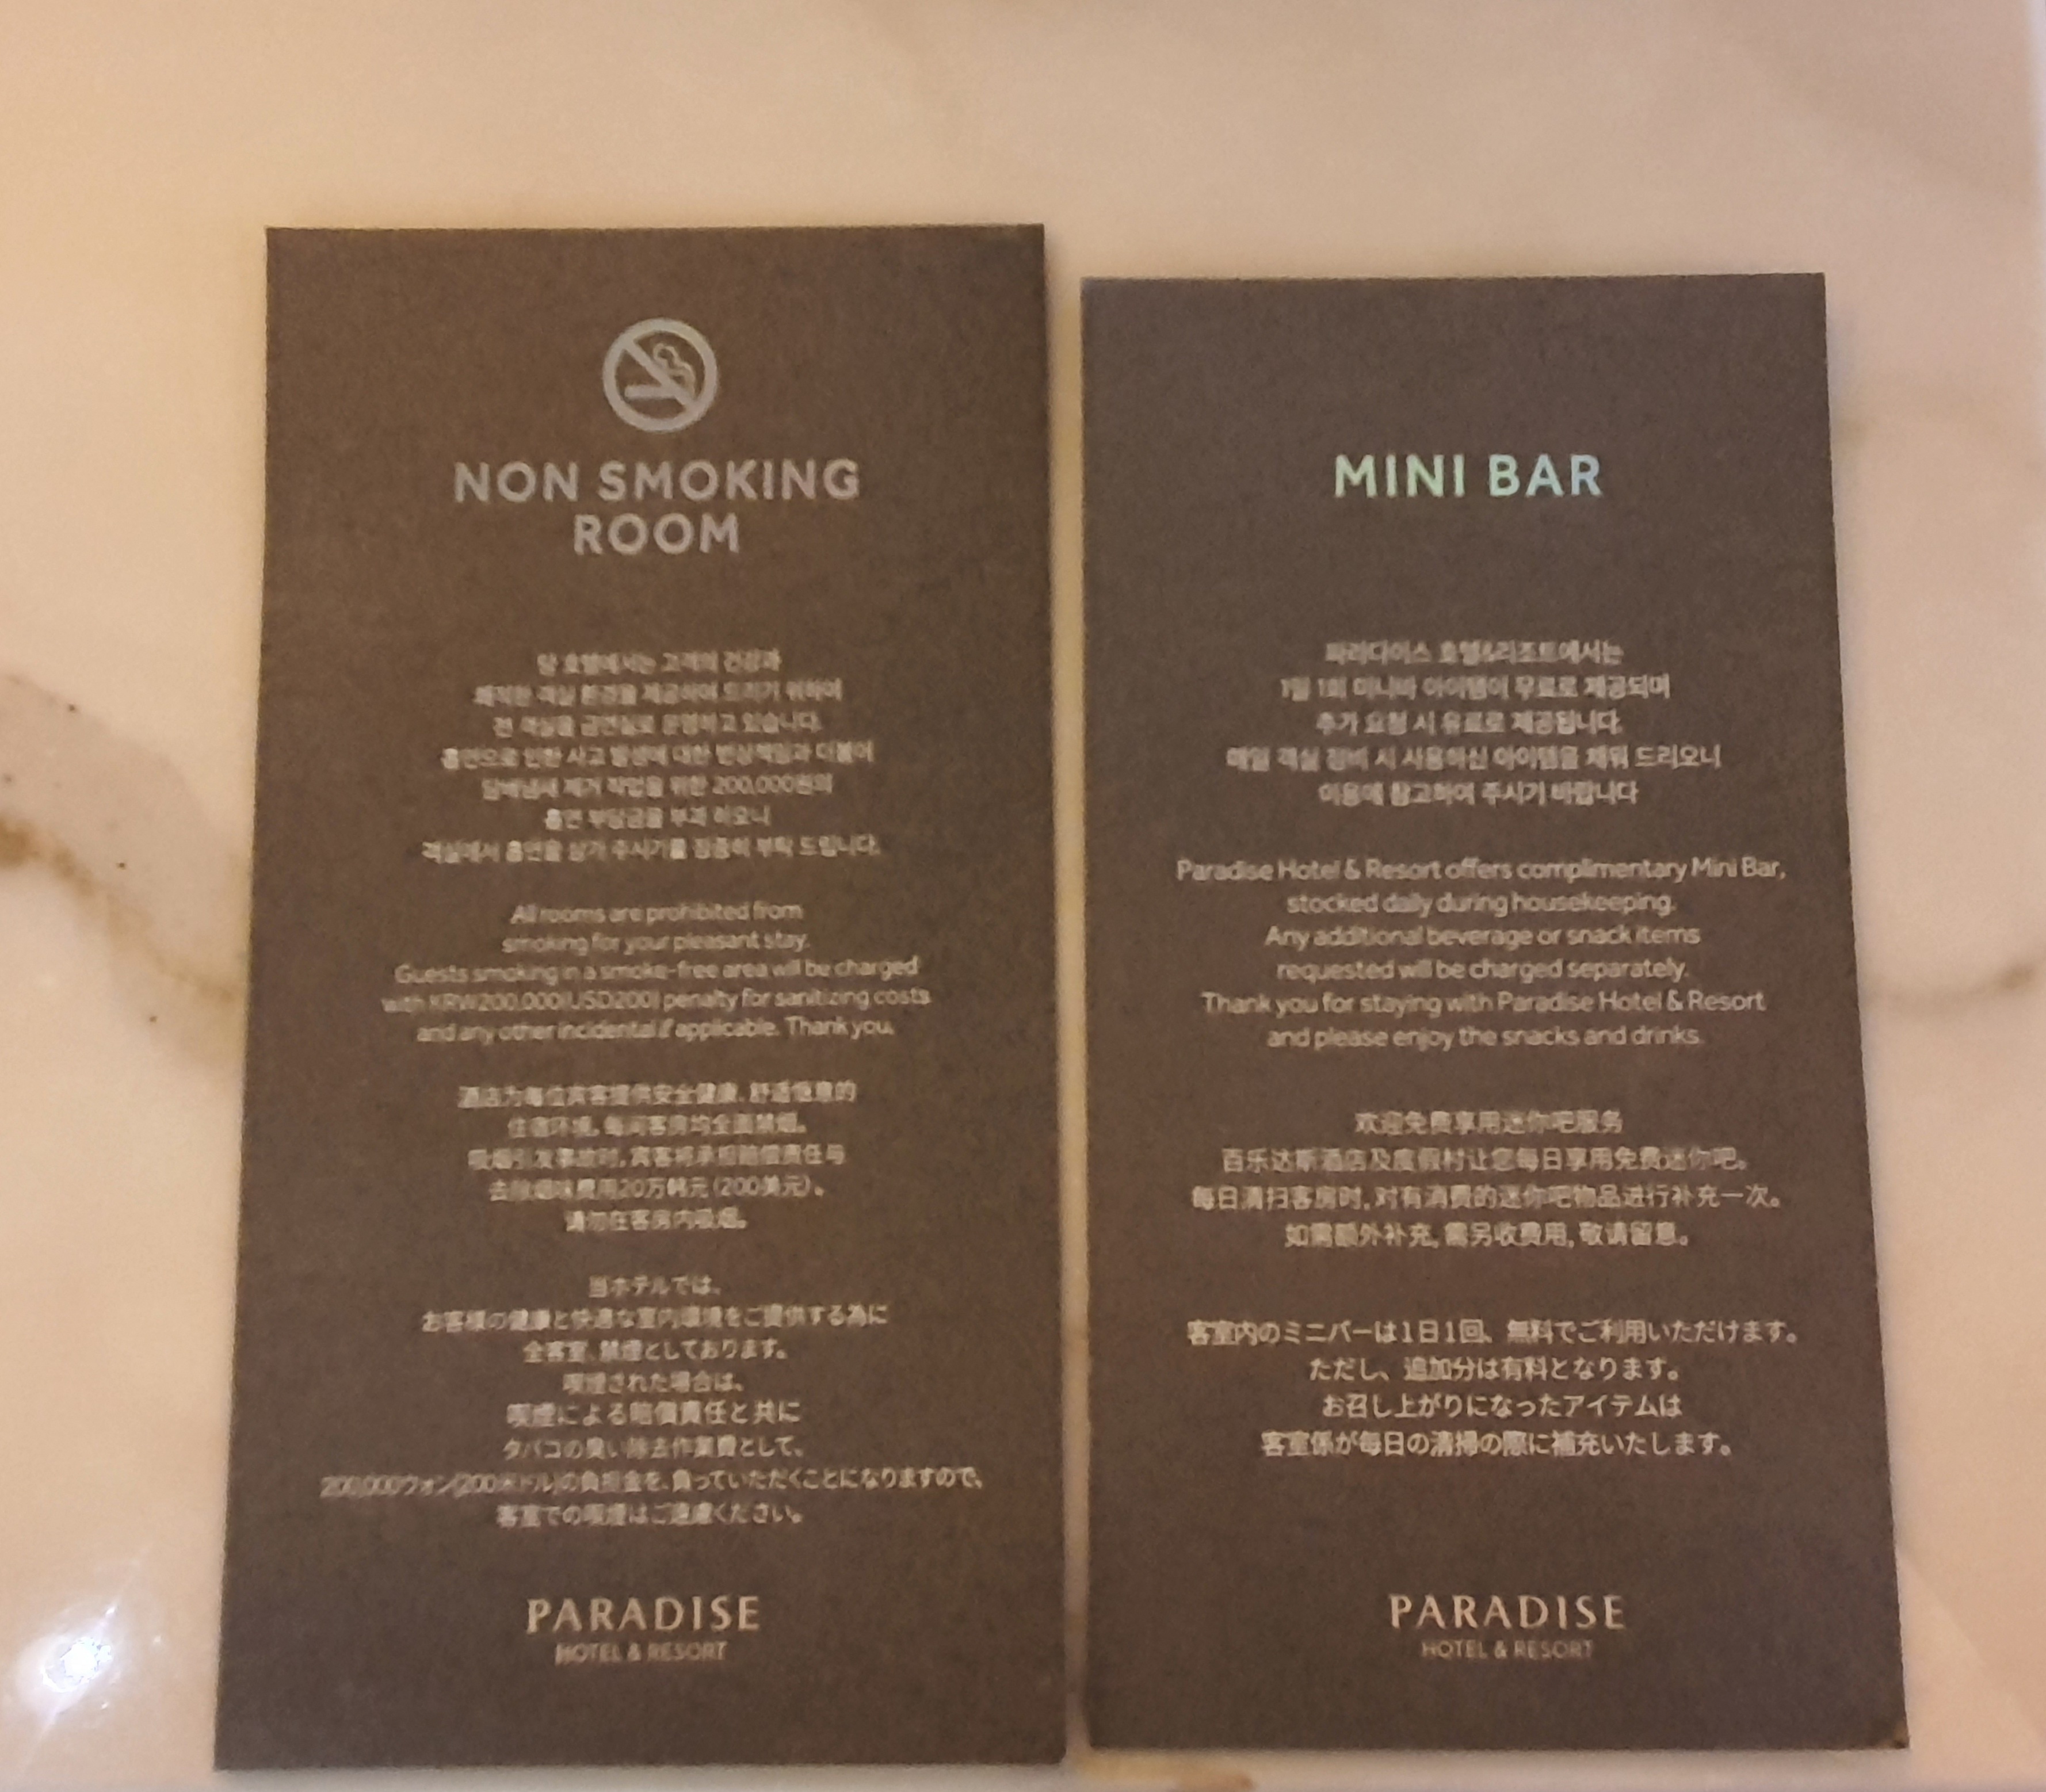 NON SMOKING
ROOM
당 호텔에서는 고객의 건강과
쾌적한 객실 환경을 제공하여 드리기 위하여
전 객실을 금연실로 운영하고 있습니다.
흡연으로 인한 사고 발생에 대한 변상책임과 더불어
담배냄새 제거 작업을 위한 200,000원의
흡연 부담금을 부과 하오니
객실에서 흡연을 삼가 주시기를 정중히 부탁 드립니다.
All rooms are prohibited from
smoking for your pleasant stay.
Guests smoking in a smoke-free area will be charged
with KRW200,000(USD200) penalty for sanitizing costs
and any other incidental if applicable. Thank you.
酒店为每位宾客提供安全健康、舒适惬意的
住宿环境，每间客房均全面禁烟。
吸烟引发事故时，宾客将承担赔偿责任与
去除烟味费用20万韩元（200美元）。
请勿在客房内吸烟。
当ホテルでは、
お客様の健康と快適な室内環境をご提供する為に
全客室、禁煙としております。
喫煙された場合は、
喫煙による賠償責任と共に
タバコの臭い除去作業費として、
200,000ウォン(200米ドル)の負担金を、負っていただくことになりますので、
客室での喫煙はご遠慮ください。
PARADISE
HOTEL & RESORT
MINI BAR
파라다이스 호텔&리조트에서는
1일 1회 미니바 아이템이 무료로 제공되며
추가 요청 시 유료로 제공됩니다.
매일 객실 정비 시 사용하신 아이템을 채워 드리오니
이용에 참고하여 주시기 바랍니다
Paradise Hotel & Resort offers complimentary Mini Bar,
stocked daily during housekeeping.
Any additional beverage or snack items
requested will be charged separately.
Thank you for staying with Paradise Hotel & Resort
and please enjoy the snacks and drinks.
欢迎免费享用迷你吧服务
百乐达斯酒店及度假村让您每日享用免费迷你吧。
每日清扫客房时，对有消费的迷你吧物品进行补充一次。
如需额外补充，需另收费用，敬请留意。
客室内のミニバーは1日1回、無料でご利用いただけます。
ただし、追加分は有料となります。
お召し上がりになったアイテムは
客室係が毎日の清掃の際に補充いたします。
PARADISE
HOTEL & RESORT